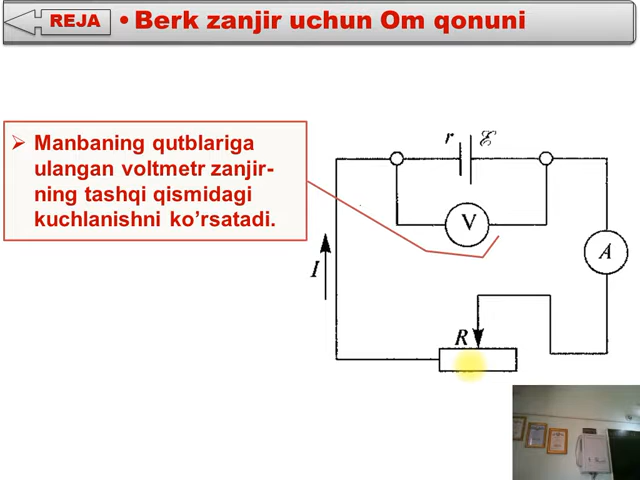 REJA
• Berk zanjir uchun Om qonuni
➢ Manbaning qutblariga
ulangan voltmetr zanjir-
ning tashqi qismidagi
kuchlanishni ko’rsatadi.
r ℰ
V
A
I
R